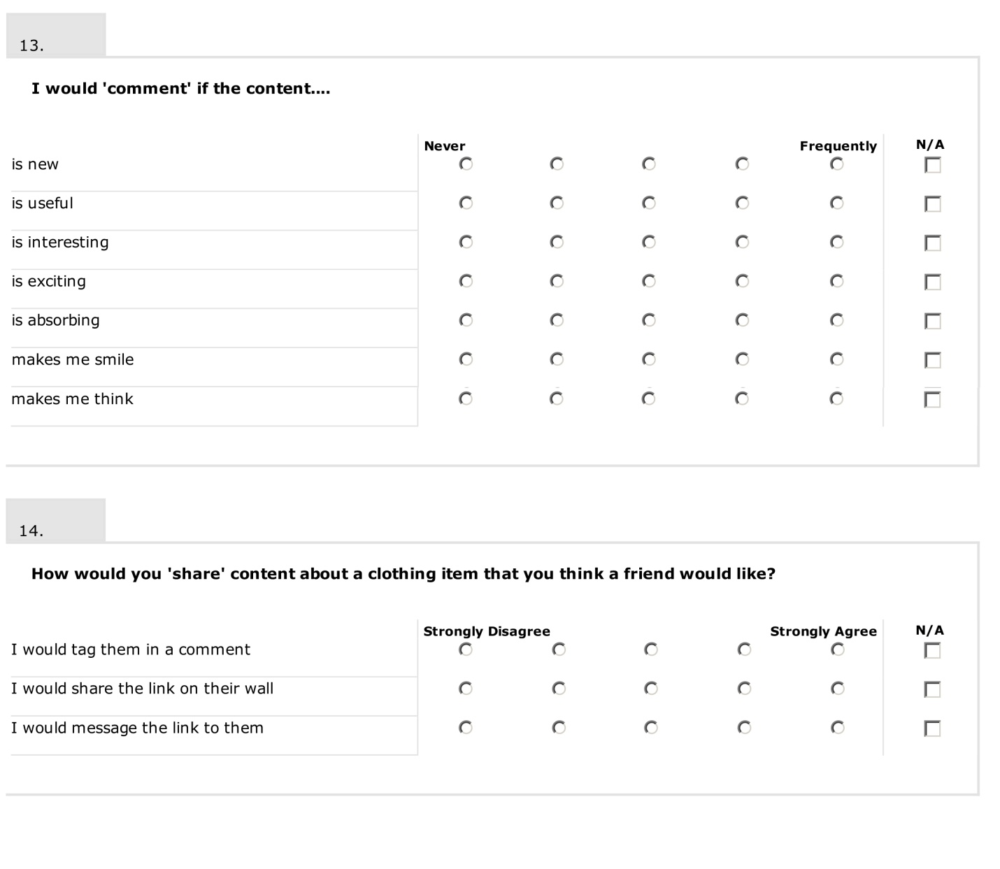 13.
I would 'comment' if the content....
Never Frequently N/A
is new
is useful
is interesting
is exciting
is absorbing
makes me smile
makes me think
14.
How would you 'share' content about a clothing item that you think a friend would like?
Strongly Disagree Strongly Agree N/A
I would tag them in a comment
I would share the link on their wall
I would message the link to them